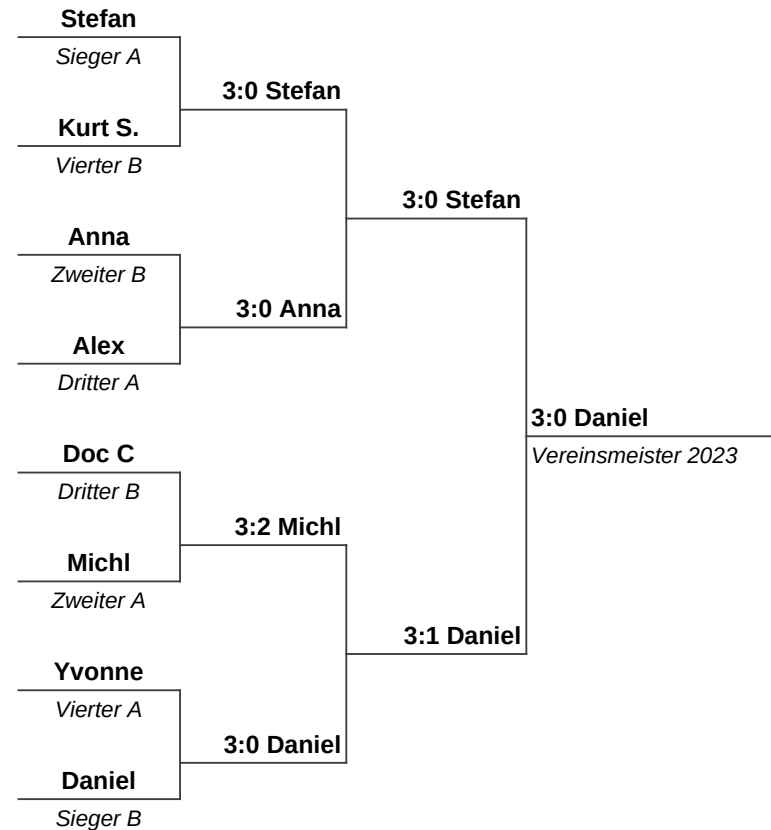 Stefan
Sieger A
3:0 Stefan
Kurt S.
Vierter B
3:0 Stefan
Anna
Zweiter B
3:0 Anna
Alex
Dritter A
3:0 Daniel
Vereinsmeister 2023
Doc C
Dritter B
3:2 Michl
Michl
Zweiter A
3:1 Daniel
Yvonne
Vierter A
3:0 Daniel
Daniel
Sieger B